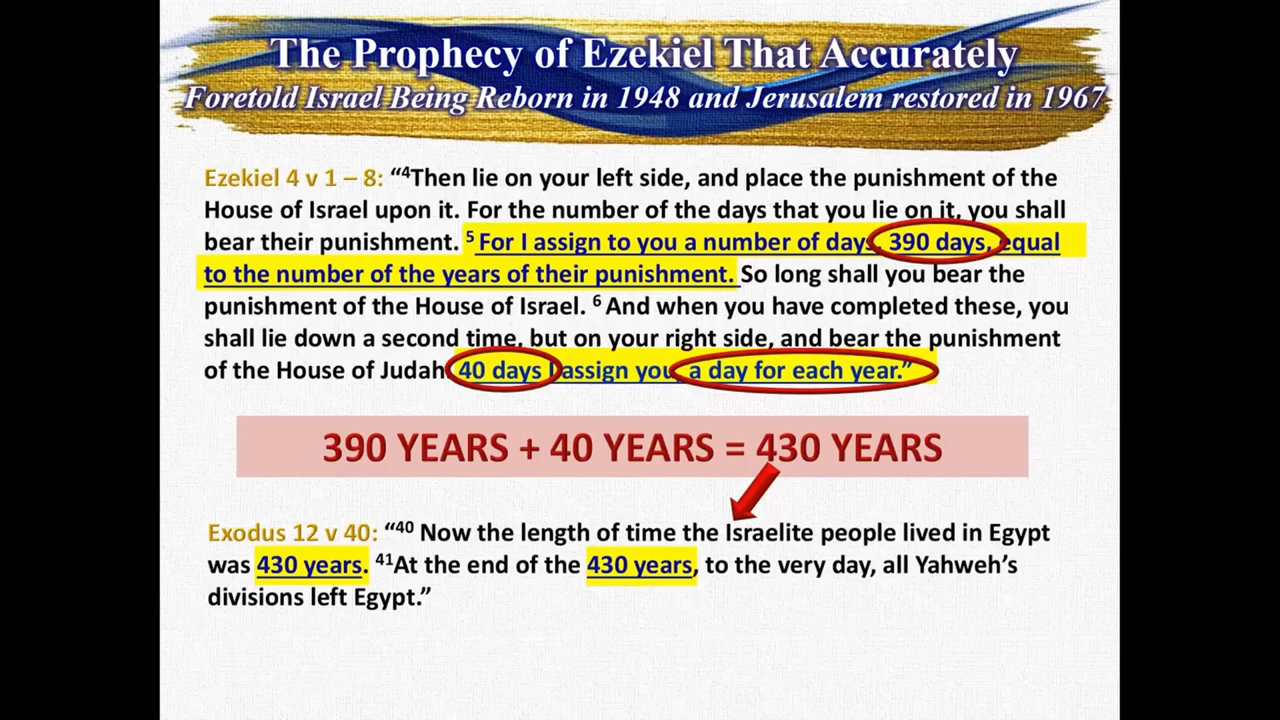 The Prophecy of Ezekiel That Accurately
Foretold Israel Being Reborn in 1948 and Jerusalem restored in 1967
Ezekiel 4 v 1 – 8: “⁴Then lie on your left side, and place the punishment of the
House of Israel upon it. For the number of the days that you lie on it, you shall
bear their punishment. ⁵ For I assign to you a number of days, 390 days, equal
to the number of the years of their punishment. So long shall you bear the
punishment of the House of Israel. ⁶ And when you have completed these, you
shall lie down a second time, but on your right side, and bear the punishment
of the House of Judah. 40 days I assign you, a day for each year.”
390 YEARS + 40 YEARS = 430 YEARS
Exodus 12 v 40: “⁴⁰ Now the length of time the Israelite people lived in Egypt
was 430 years. ⁴¹At the end of the 430 years, to the very day, all Yahweh’s
divisions left Egypt.”